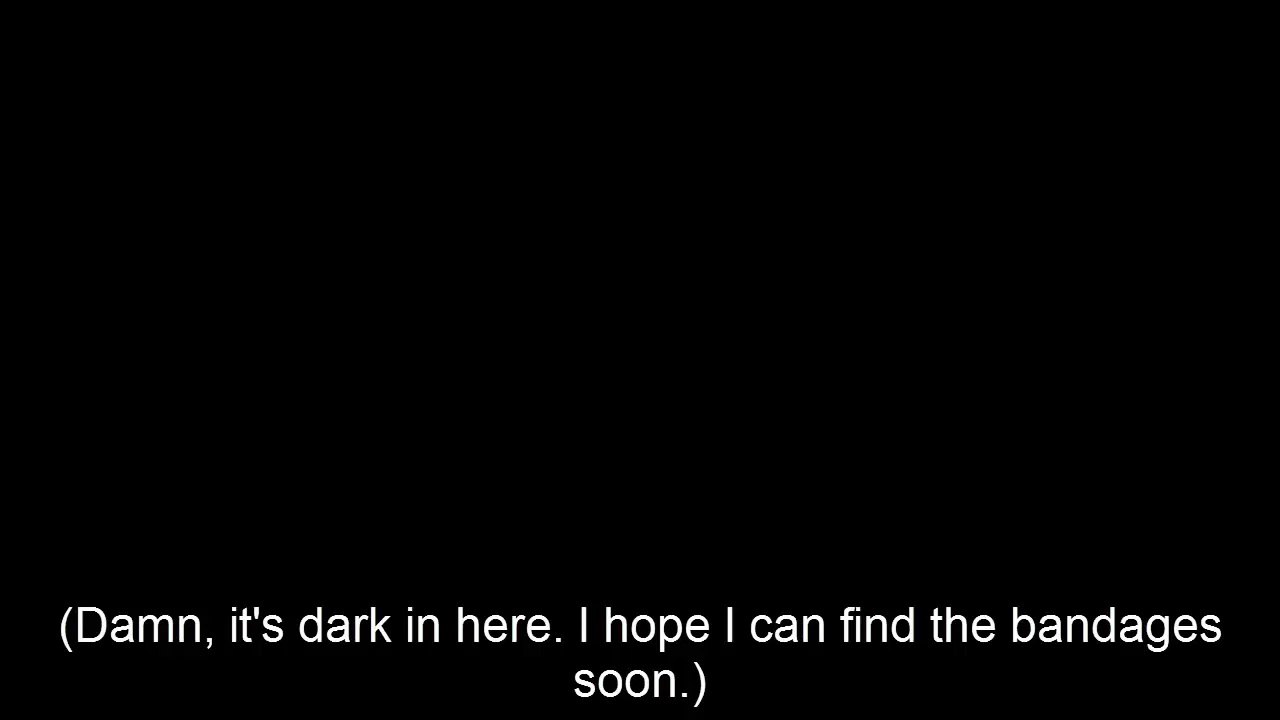 (Damn, it's dark in here. I hope I can find the bandages
soon.)